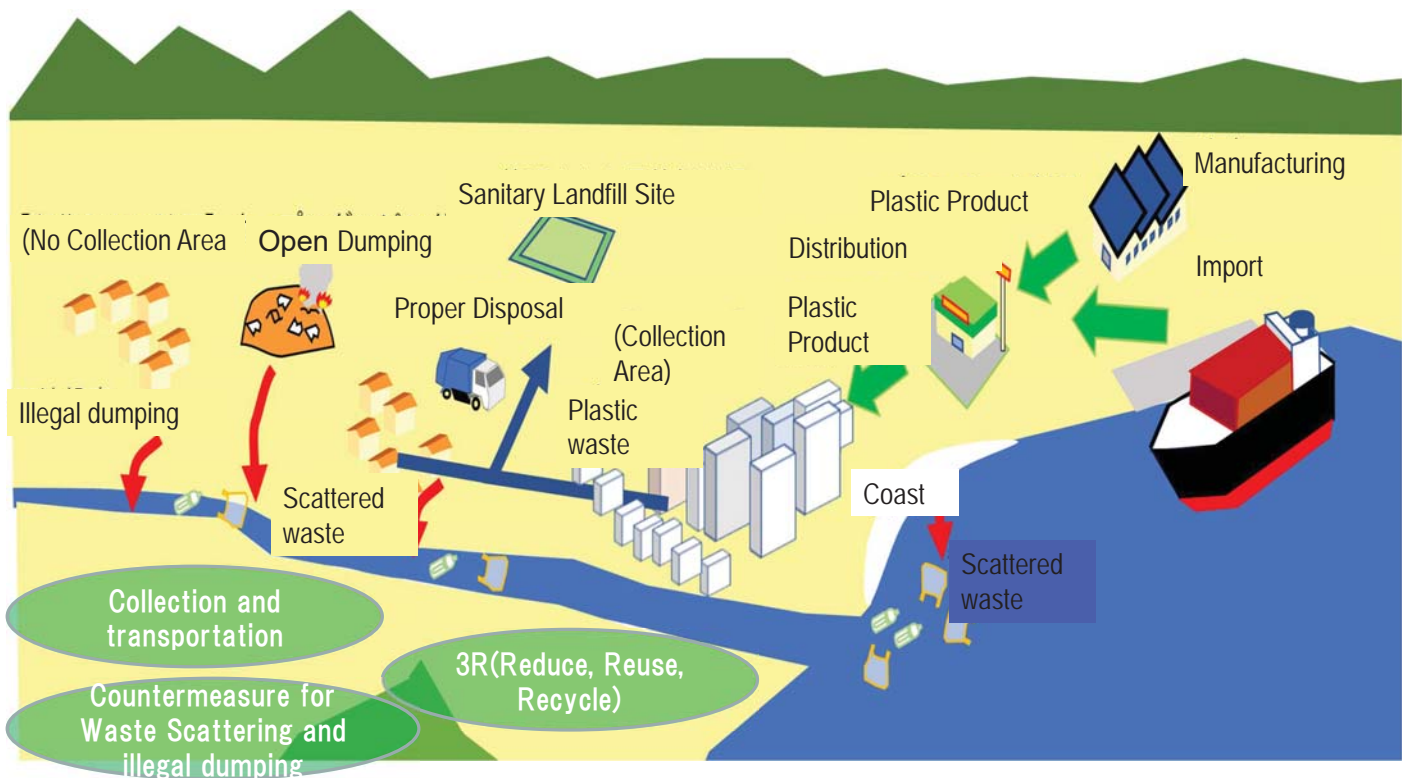 Manufacturing
Sanitary Landfill Site
Plastic Product
(No Collection Area
Open Dumping
Distribution
Import
Proper Disposal
Plastic
Product
(Collection
Area)
Illegal dumping
Plastic
waste
Scattered
waste
Coast
Scattered
waste
Collection and
transportation
3R(Reduce, Reuse,
Recycle)
Countermeasure for
Waste Scattering and
illegal dumping